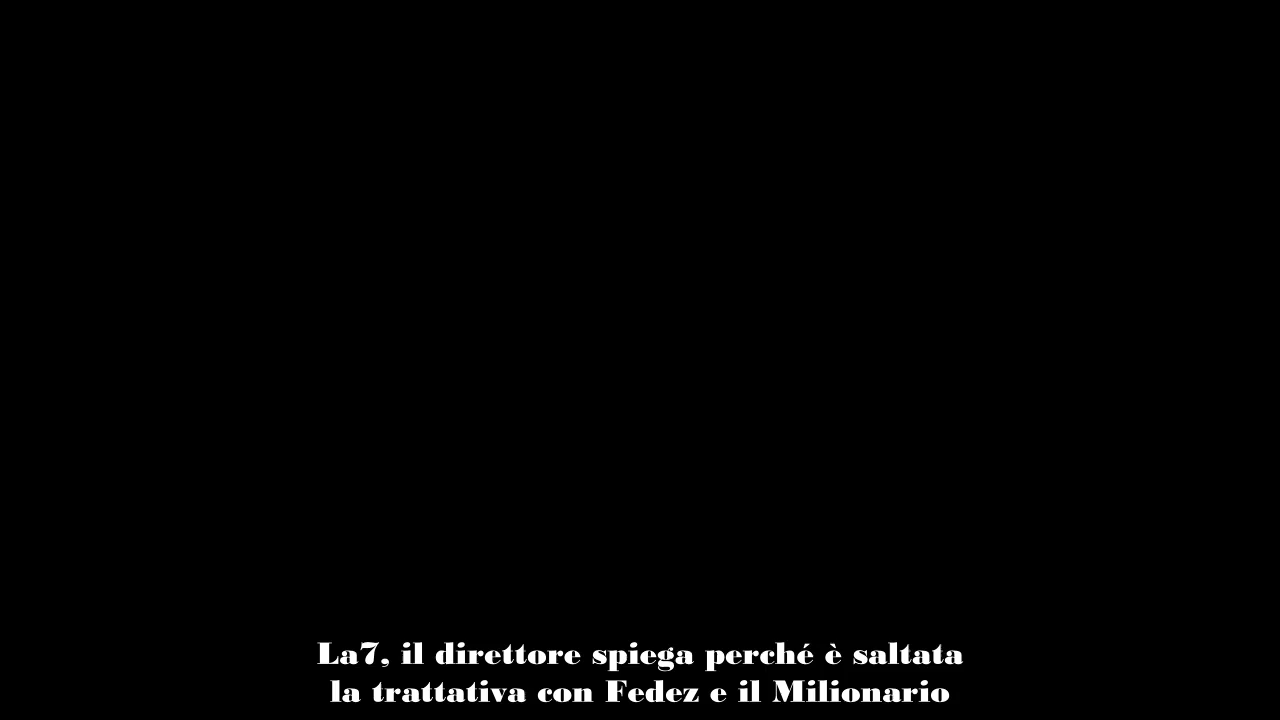 La7, il direttore spiega perché è saltata
la trattativa con Fedez e il Milionario